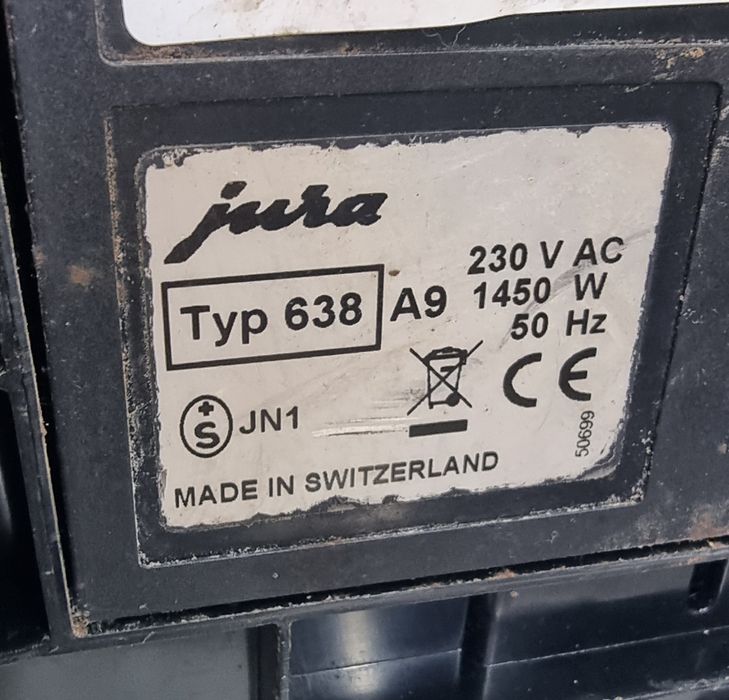 jura
Typ 638 A9
230 V AC
1450 W
50 Hz
+S JN1
CE
50699
MADE IN SWITZERLAND